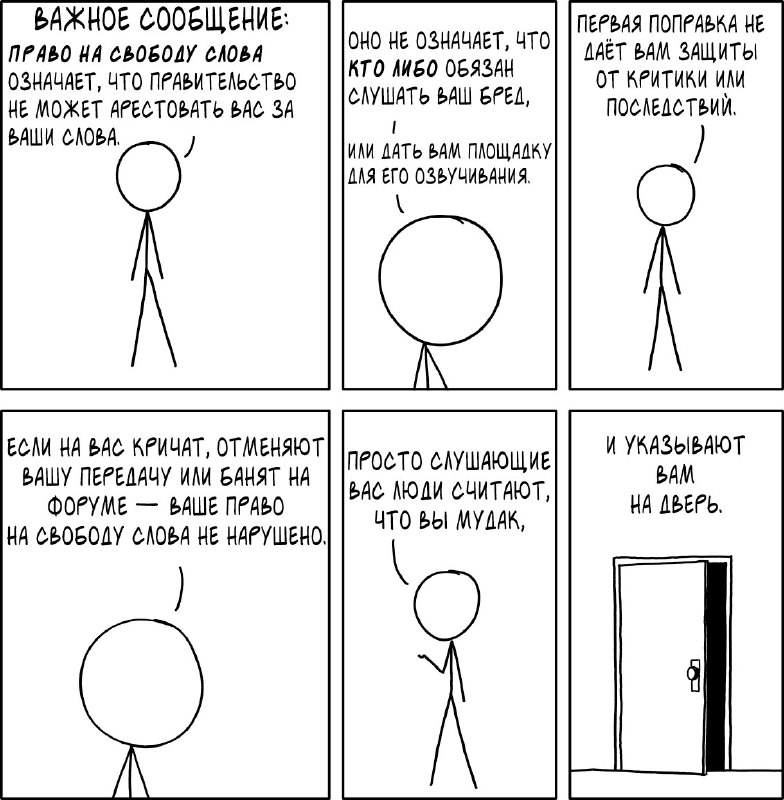 ВАЖНОЕ СООБЩЕНИЕ:
ПРАВО НА СВОБОДУ СЛОВА
ОЗНАЧАЕТ, ЧТО ПРАВИТЕЛЬСТВО
НЕ МОЖЕТ АРЕСТОВАТЬ ВАС ЗА
ВАШИ СЛОВА.
ОНО НЕ ОЗНАЧАЕТ, ЧТО
КТО ЛИБО ОБЯЗАН
СЛУШАТЬ ВАШ БРЕД,
ИЛИ ДАТЬ ВАМ ПЛОЩАДКУ
ДЛЯ ЕГО ОЗВУЧИВАНИЯ.
ПЕРВАЯ ПОПРАВКА НЕ
ДАЁТ ВАМ ЗАЩИТЫ
ОТ КРИТИКИ ИЛИ
ПОСЛЕДСТВИЙ.
ЕСЛИ НА ВАС КРИЧАТ, ОТМЕНЯЮТ
ВАШУ ПЕРЕДАЧУ ИЛИ БАНЯТ НА
ФОРУМЕ — ВАШЕ ПРАВО
НА СВОБОДУ СЛОВА НЕ НАРУШЕНО.
ПРОСТО СЛУШАЮЩИЕ
ВАС ЛЮДИ СЧИТАЮТ,
ЧТО ВЫ МУДАК,
И УКАЗЫВАЮТ
ВАМ
НА ДВЕРЬ.